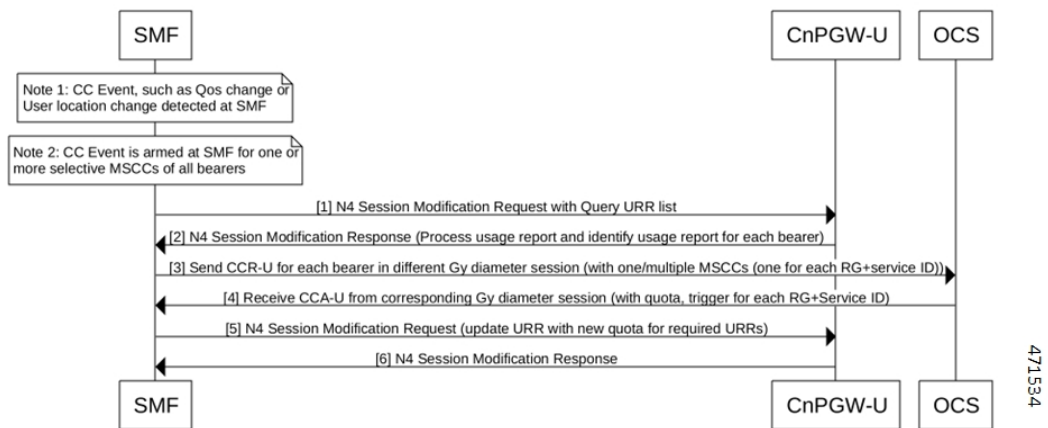 SMF
CnPGW-U
OCS
Note 1: CC Event, such as Qos change or
User location change detected at SMF
Note 2: CC Event is armed at SMF for one or
more selective MSCCs of all bearers
[1] N4 Session Modification Request with Query URR list
[2] N4 Session Modification Response (Process usage report and identify usage report for each bearer)
[3] Send CCR-U for each bearer in different Gy diameter session (with one/multiple MSCCs (one for each RG+service ID))
[4] Receive CCA-U from corresponding Gy diameter session (with quota, trigger for each RG+Service ID)
[5] N4 Session Modification Request (update URR with new quota for required URRs)
[6] N4 Session Modification Response
SMF
CnPGW-U
OCS
471534